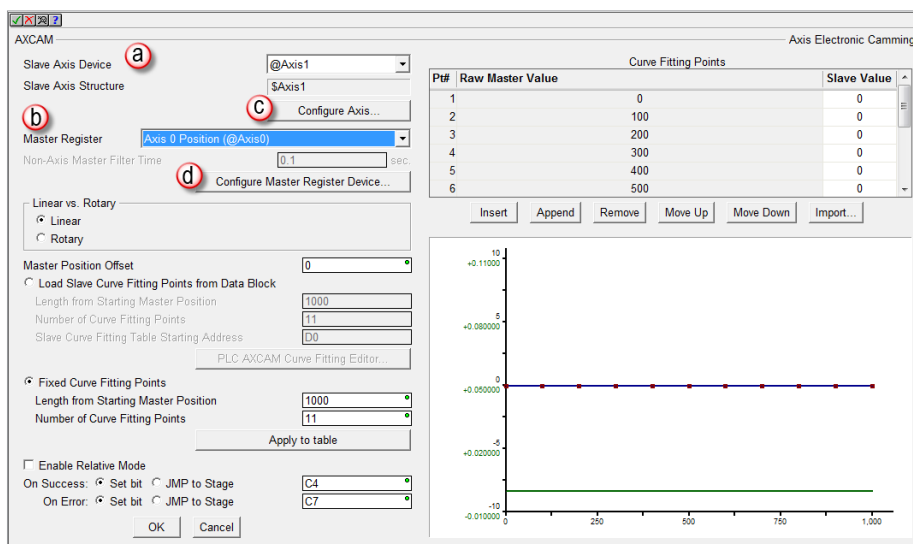 AXCAM
Axis Electronic Camming
a
Slave Axis Device @Axis1
Slave Axis Structure $Axis1
c
Configure Axis...
b
Master Register Axis 0 Position (@Axis0)
Non-Axis Master Filter Time 0.1 sec.
d
Configure Master Register Device...
Linear vs. Rotary
Linear
Rotary
Master Position Offset 0
Load Slave Curve Fitting Points from Data Block
Length from Starting Master Position 1000
Number of Curve Fitting Points 11
Slave Curve Fitting Table Starting Address D0
PLC AXCAM Curve Fitting Editor...
Fixed Curve Fitting Points
Length from Starting Master Position 1000
Number of Curve Fitting Points 11
Apply to table
Enable Relative Mode
On Success: Set bit JMP to Stage C4
On Error: Set bit JMP to Stage C7
OK Cancel
Curve Fitting Points
Pt# Raw Master Value Slave Value
1 0 0
2 100 0
3 200 0
4 300 0
5 400 0
6 500 0
Insert Append Remove Move Up Move Down Import...
10
+0.11000
5
+0.080000
0
+0.050000
-5
+0.020000
-10
-0.010000
0 250 500 750 1,000